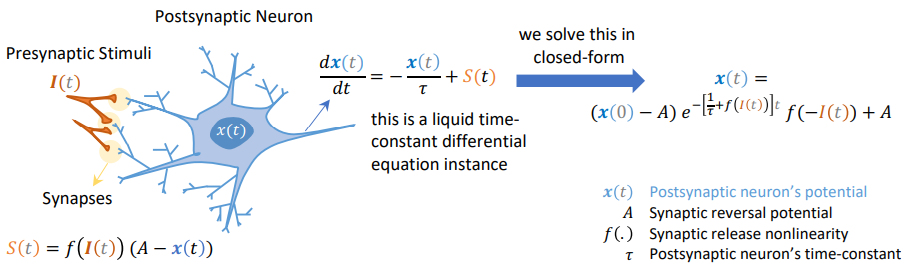 Postsynaptic Neuron
Presynaptic Stimuli
I(t)
x(t)
Synapses
S(t) = f(I(t)) (A − x(t))
dx(t)/dt = − x(t)/τ + S(t)
this is a liquid time-
constant differential
equation instance
we solve this in
closed-form
x(t) =
(x(0) − A) e^{−[1/τ + f(I(t))]t} f(−I(t)) + A
x(t) Postsynaptic neuron's potential
A Synaptic reversal potential
f(.) Synaptic release nonlinearity
τ Postsynaptic neuron's time-constant